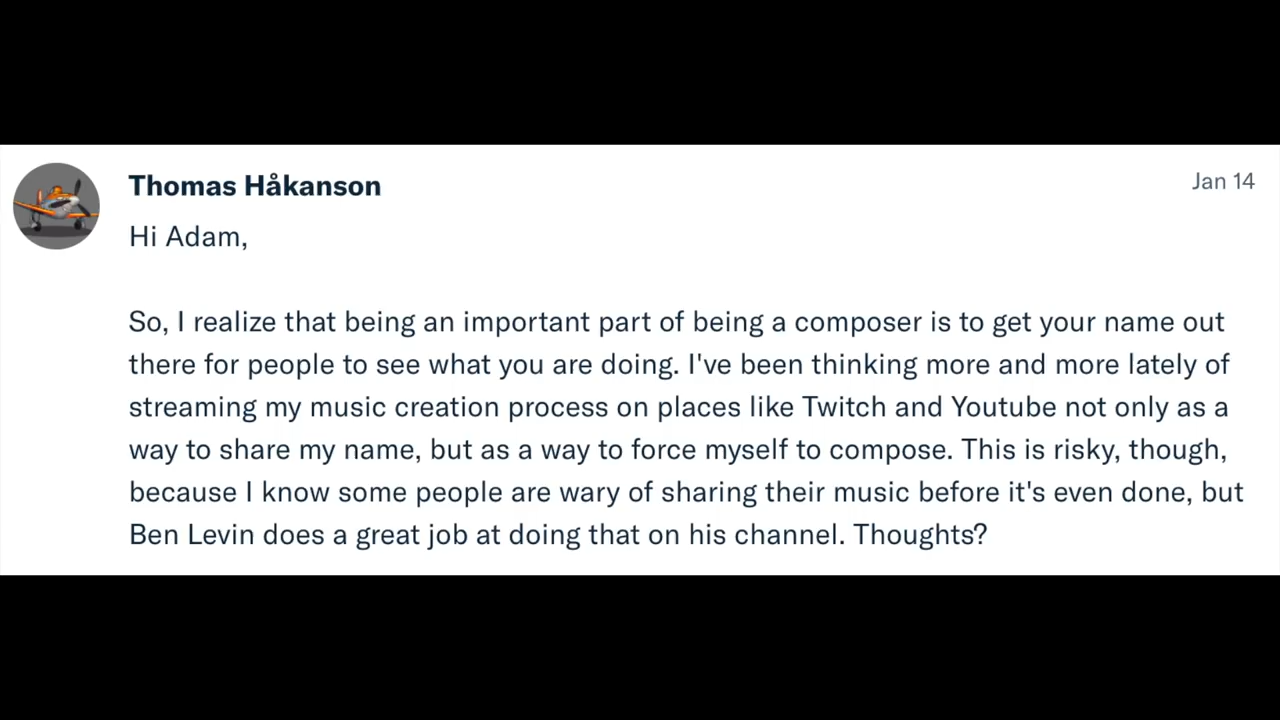 Thomas Håkanson
Jan 14
Hi Adam,
So, I realize that being an important part of being a composer is to get your name out
there for people to see what you are doing. I've been thinking more and more lately of
streaming my music creation process on places like Twitch and Youtube not only as a
way to share my name, but as a way to force myself to compose. This is risky, though,
because I know some people are wary of sharing their music before it's even done, but
Ben Levin does a great job at doing that on his channel. Thoughts?